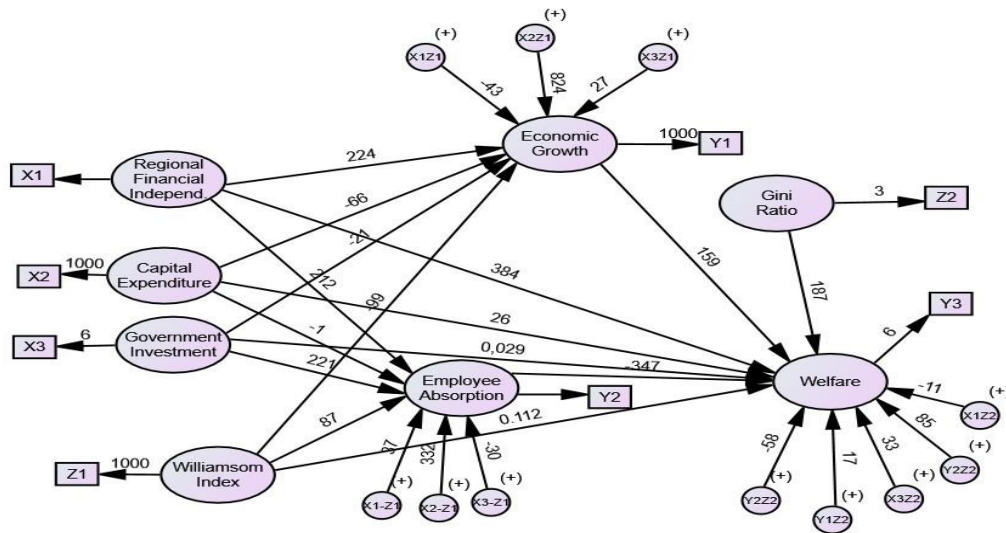 (+)
(+)
(+)
X1Z1
X2Z1
X3Z1
-43
824
27
Economic
Growth
1000
Y1
X1
Regional
Financial
Independ.
224
Gini
Ratio
3
Z2
-66
-21
212
-99
384
159
187
X2
1000
Capital
Expenditure
26
X3
6
Government
Investment
-1
221
0,029
-347
Employee
Absorption
Y2
Welfare
6
Y3
0.112
87
Z1
1000
Williamsom
Index
37
332
-30
(+)
(+)
(+)
X1-Z1
X2-Z1
X3-Z1
-11
(+)
X1Z2
85
(+)
Y2Z2
33
(+)
X3Z2
17
(+)
Y1Z2
-58
(+)
Y2Z2